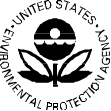 UNITED STATES
ENVIRONMENTAL PROTECTION AGENCY